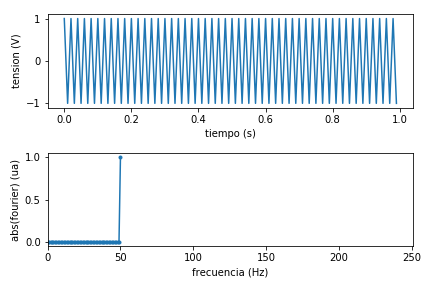 tension (V)
1
0
−1
0.0 0.2 0.4 0.6 0.8 1.0
tiempo (s)
abs(fourier) (ua)
1.0
0.5
0.0
0 50 100 150 200 250
frecuencia (Hz)